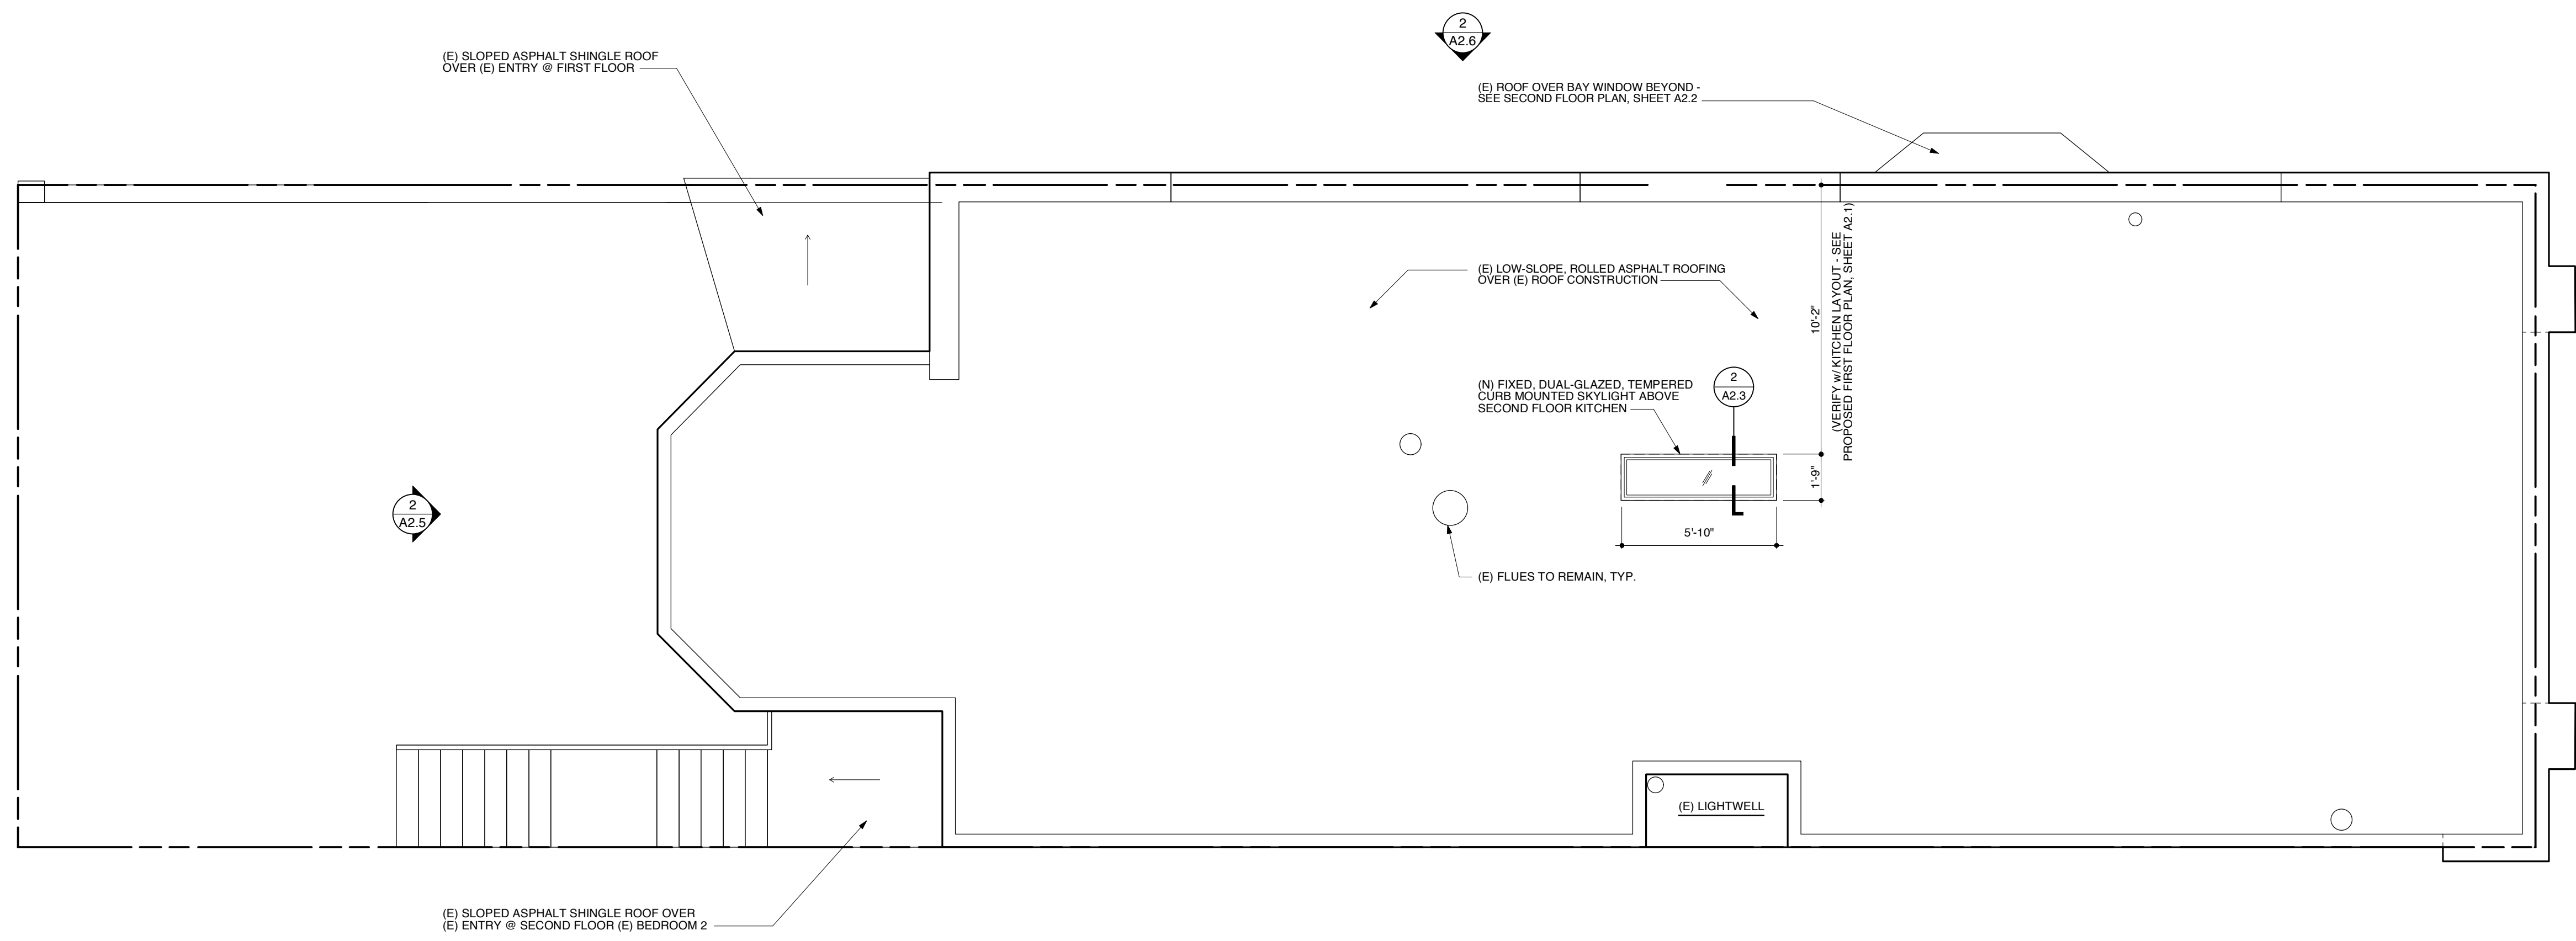 2
A2.6
(E) SLOPED ASPHALT SHINGLE ROOF
OVER (E) ENTRY @ FIRST FLOOR
(E) ROOF OVER BAY WINDOW BEYOND -
SEE SECOND FLOOR PLAN, SHEET A2.2
(E) LOW-SLOPE, ROLLED ASPHALT ROOFING
OVER (E) ROOF CONSTRUCTION
10'-2"
(VERIFY w/ KITCHEN LAYOUT - SEE
PROPOSED FIRST FLOOR PLAN, SHEET A2.1)
(N) FIXED, DUAL-GLAZED, TEMPERED
CURB MOUNTED SKYLIGHT ABOVE
SECOND FLOOR KITCHEN
2
A2.3
1'-9"
5'-10"
2
A2.5
(E) FLUES TO REMAIN, TYP.
(E) LIGHTWELL
(E) SLOPED ASPHALT SHINGLE ROOF OVER
(E) ENTRY @ SECOND FLOOR (E) BEDROOM 2